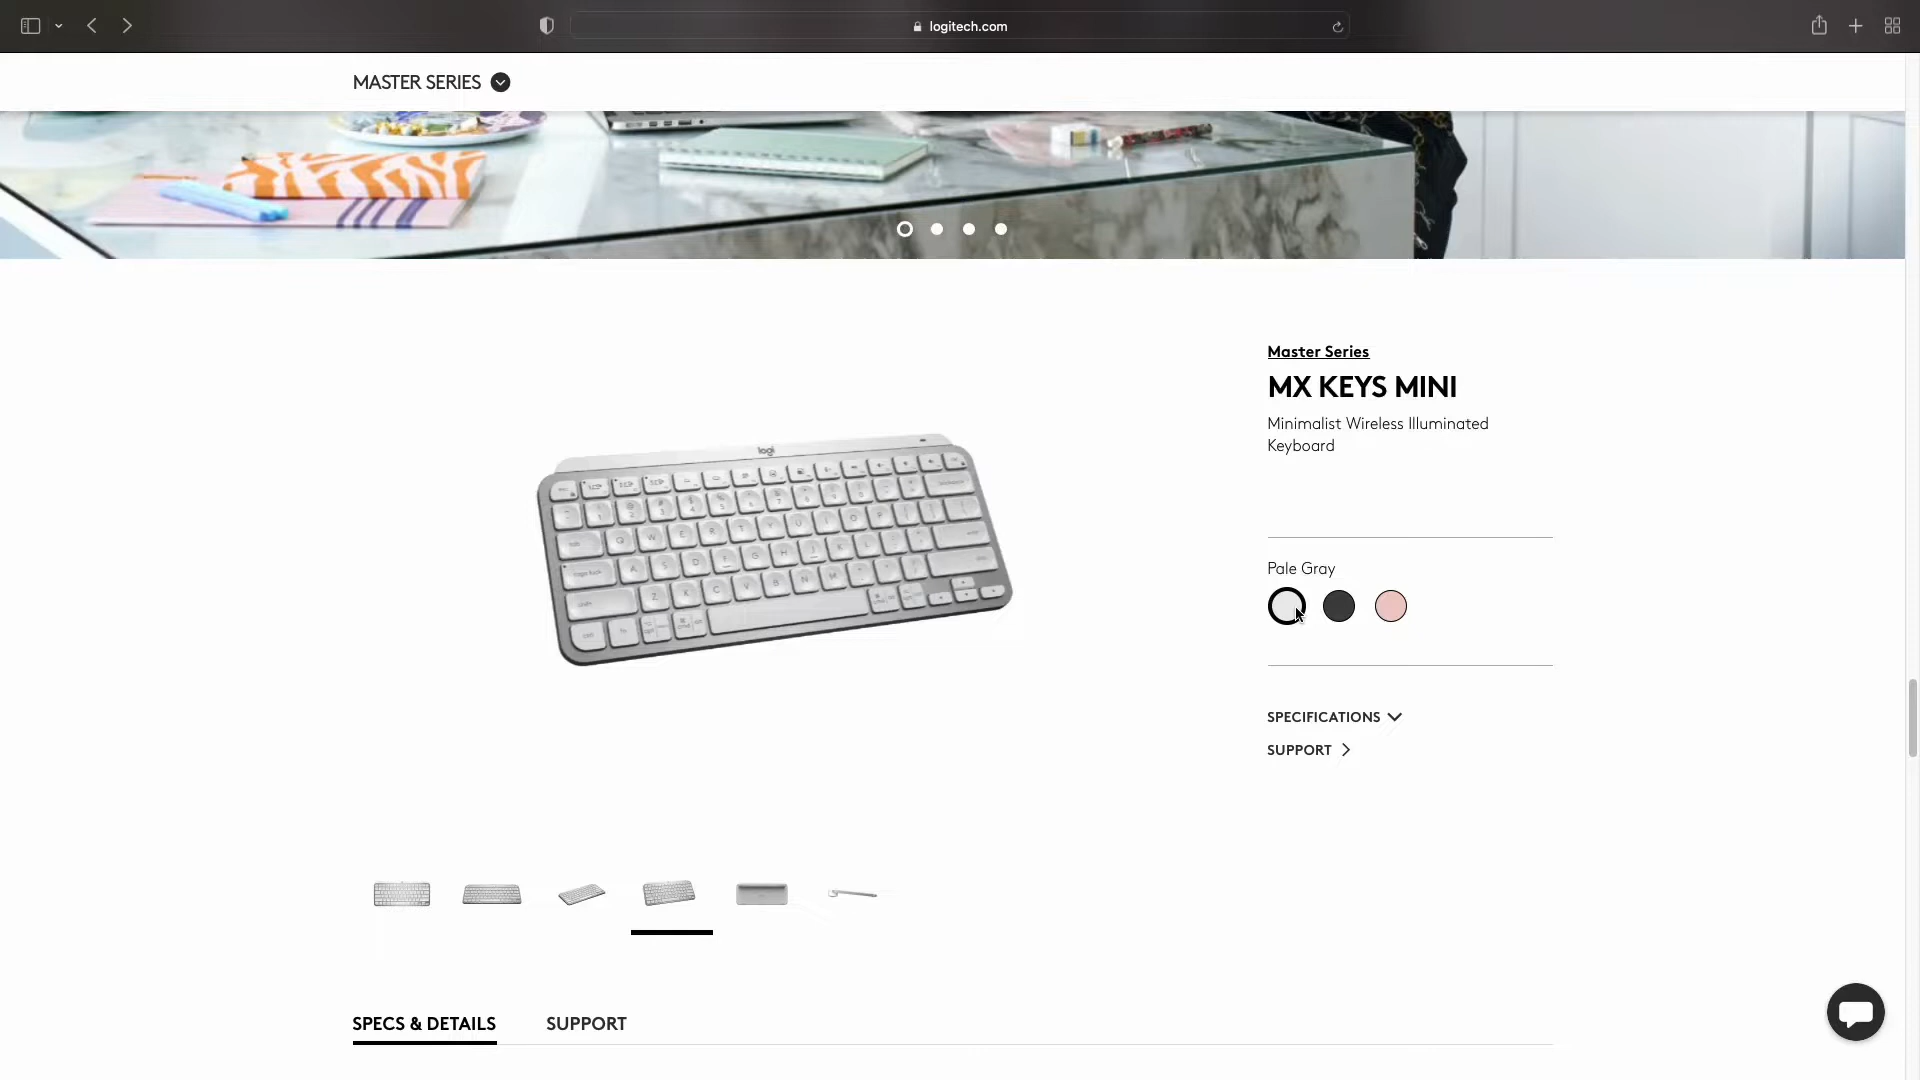 logitech.com
MASTER SERIES
logi
Master Series
MX KEYS MINI
Minimalist Wireless Illuminated
Keyboard
Pale Gray
SPECIFICATIONS
SUPPORT
SPECS & DETAILS
SUPPORT